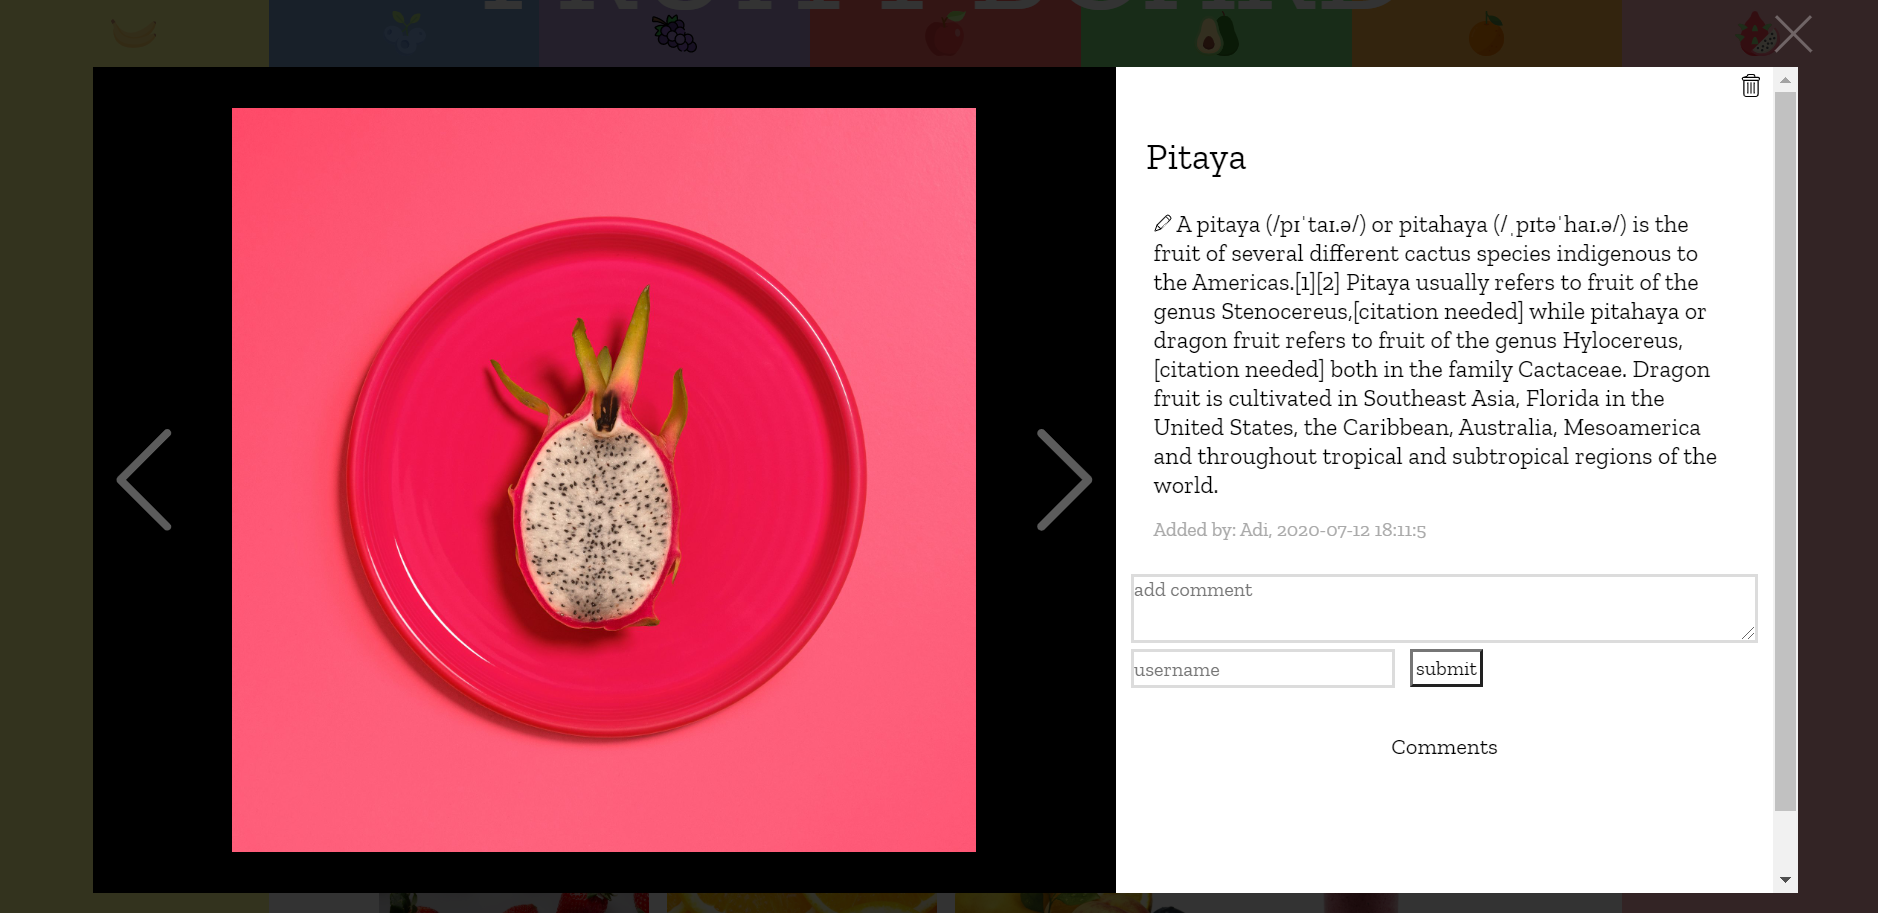 FRUITY BOARD
Pitaya
A pitaya (/pɪˈtaɪ.ə/) or pitahaya (/ˌpɪtəˈhaɪ.ə/) is the
fruit of several different cactus species indigenous to
the Americas.[1][2] Pitaya usually refers to fruit of the
genus Stenocereus,[citation needed] while pitahaya or
dragon fruit refers to fruit of the genus Hylocereus,
[citation needed] both in the family Cactaceae. Dragon
fruit is cultivated in Southeast Asia, Florida in the
United States, the Caribbean, Australia, Mesoamerica
and throughout tropical and subtropical regions of the
world.
Added by: Adi, 2020-07-12 18:11:5
add comment
username
submit
Comments